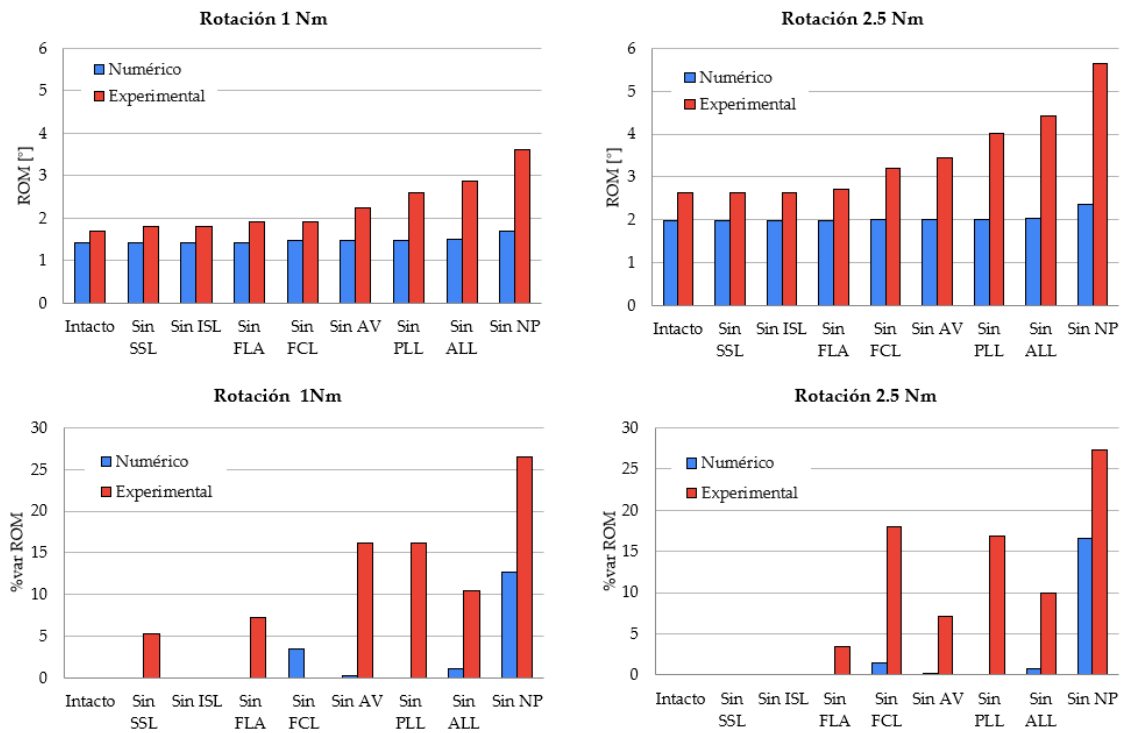 Rotación 1 Nm
6
5
4
3
2
1
0
ROM [°]
Numérico
Experimental
Intacto Sin SSL Sin ISL Sin FLA Sin FCL Sin AV Sin PLL Sin ALL Sin NP
Rotación 2.5 Nm
6
5
4
3
2
1
0
ROM [°]
Numérico
Experimental
Intacto Sin SSL Sin ISL Sin FLA Sin FCL Sin AV Sin PLL Sin ALL Sin NP
Rotación 1Nm
30
25
20
15
10
5
0
%var ROM
Numérico
Experimental
Intacto Sin SSL Sin ISL Sin FLA Sin FCL Sin AV Sin PLL Sin ALL Sin NP
Rotación 2.5 Nm
30
25
20
15
10
5
0
%var ROM
Numérico
Experimental
Intacto Sin SSL Sin ISL Sin FLA Sin FCL Sin AV Sin PLL Sin ALL Sin NP